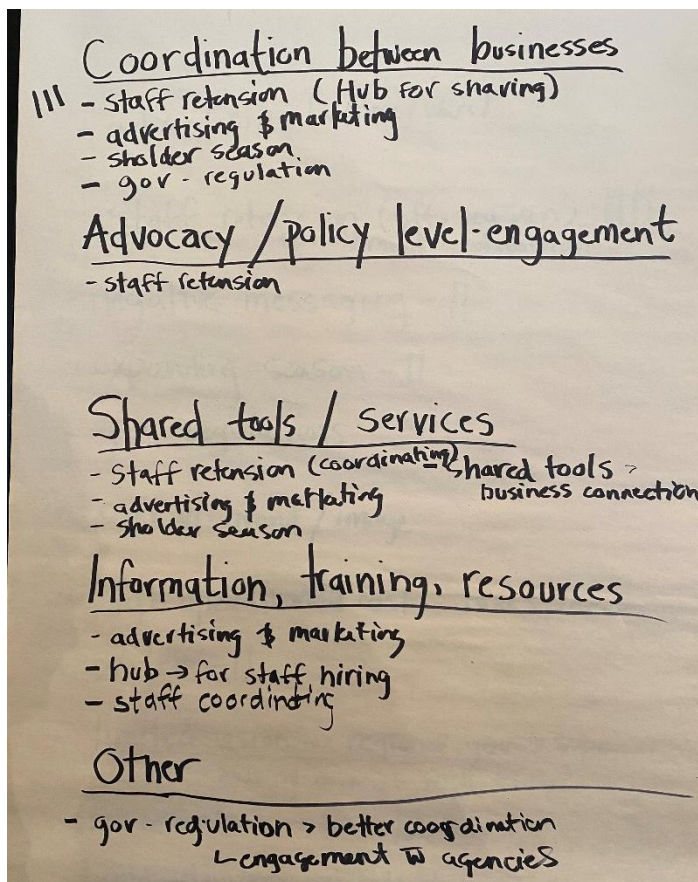 Coordination between businesses
III - staff retension (Hub for sharing)
- advertising & marketing
- sholder season
- gov - regulation
Advocacy / policy level-engagement
- staff retension
Shared tools / services
- Staff retension (coordinating) shared tools >
business connection
- advertising & marketing
- sholder season
Information, training, resources
- advertising & marketing
- hub → for staff hiring
- staff coordinting
Other
- gov - regulation > better coordination
engagement w agencies